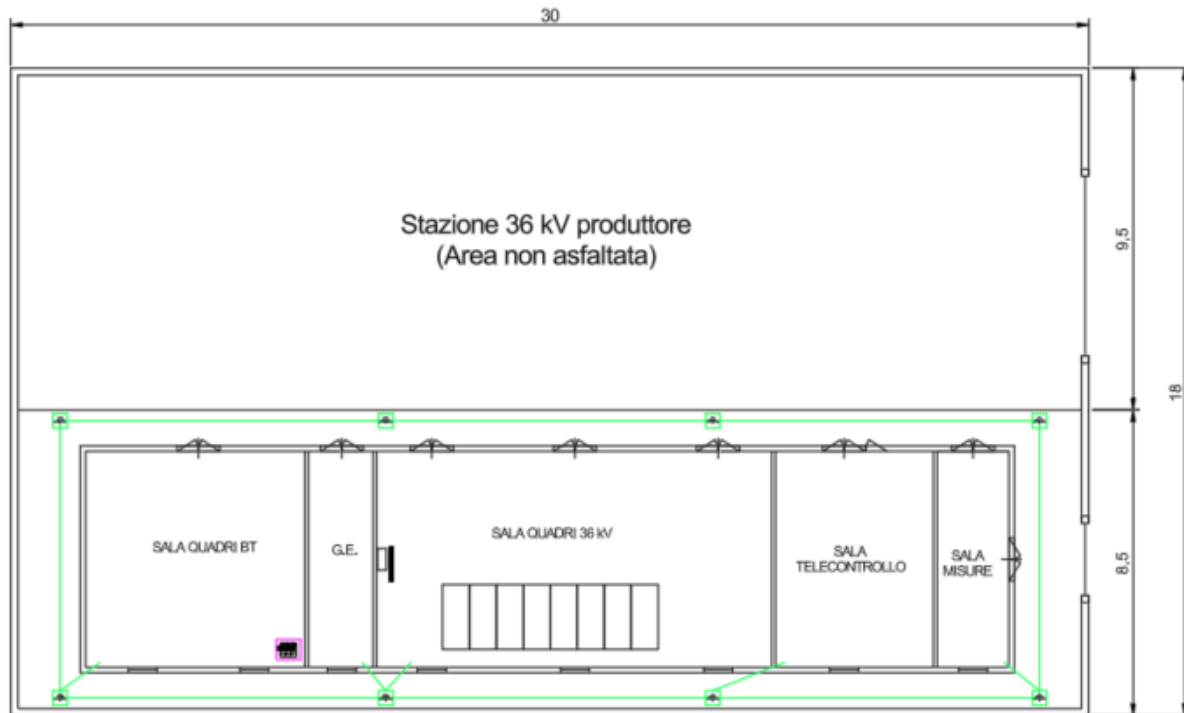 30
Stazione 36 kV produttore
(Area non asfaltata)
9,5
18
SALA QUADRI BT
G.E.
SALA QUADRI 36 kV
SALA
TELECONTROLLO
SALA
MISURE
8,5